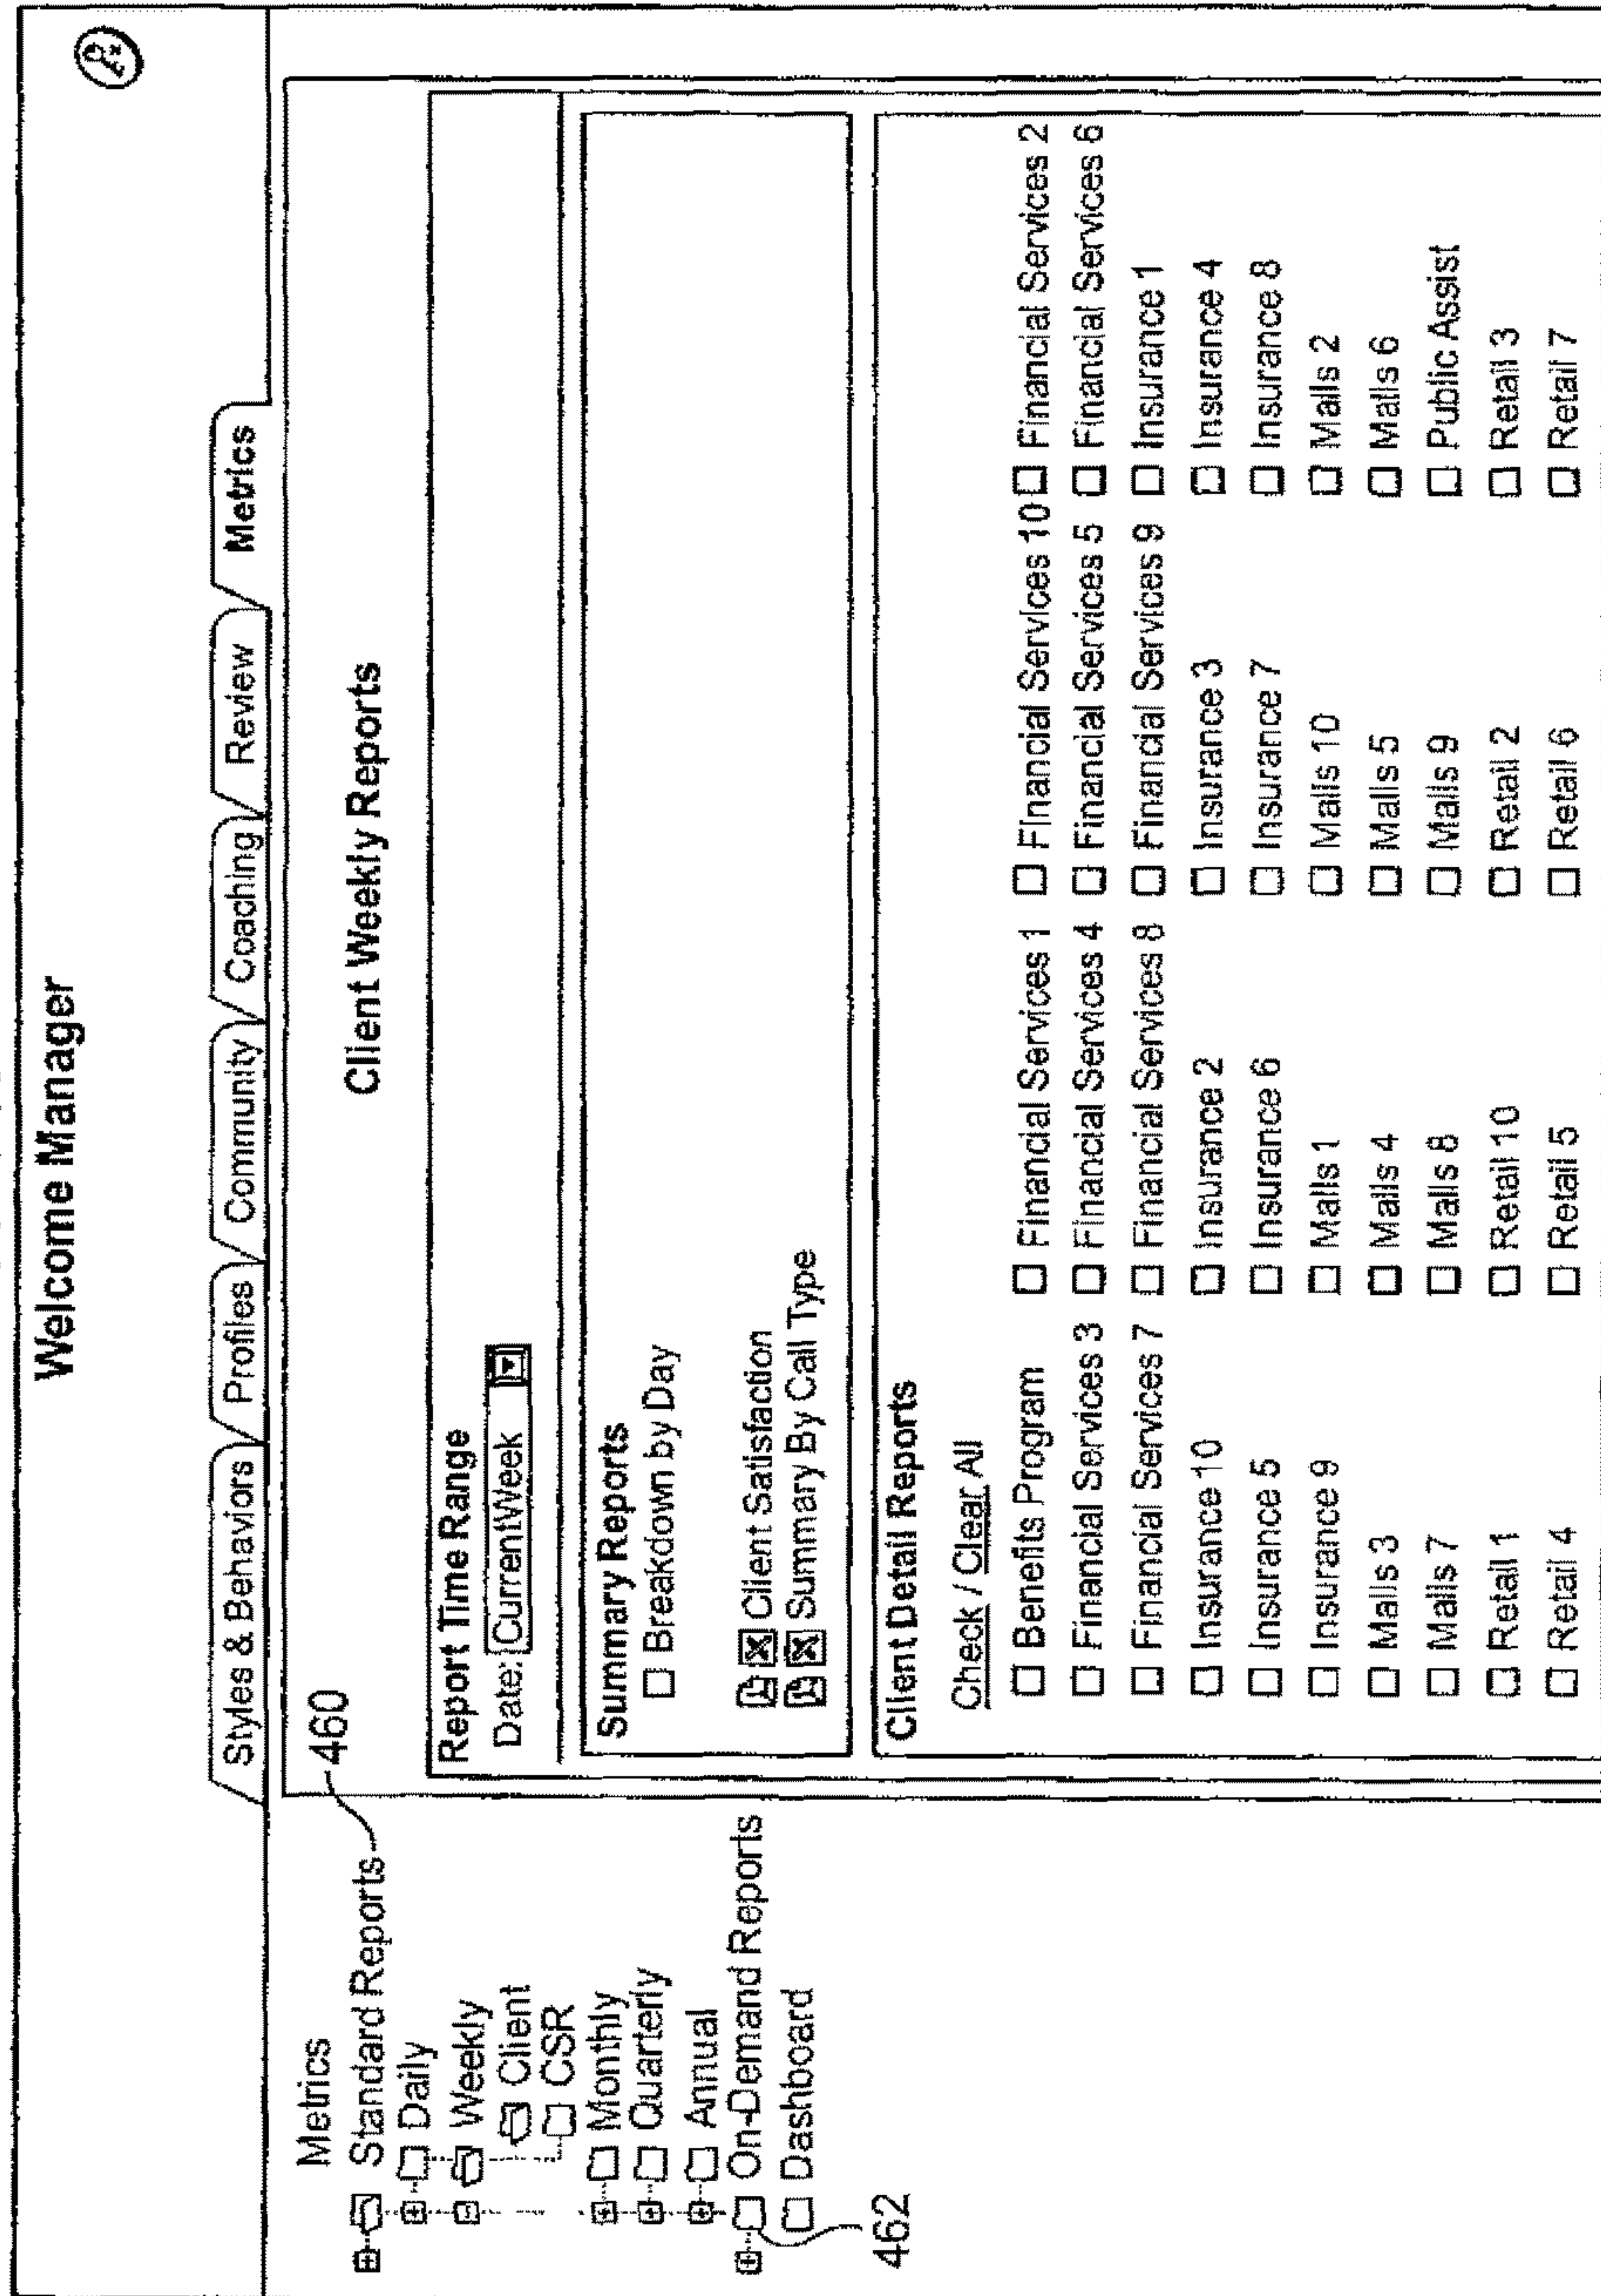 Welcome Manager
Styles & Behaviors Profiles Community Coaching Review Metrics
Metrics
Standard Reports 460
Daily
Weekly
Client
CSR
Monthly
Quarterly
Annual
On-Demand Reports
Dashboard
462
Client Weekly Reports
Report Time Range
Date: CurrentWeek
Summary Reports
Breakdown by Day
Client Satisfaction
Summary By Call Type
Client Detail Reports
Check / Clear All
Benefits Program Financial Services 1 Financial Services 10 Financial Services 2
Financial Services 3 Financial Services 4 Financial Services 5 Financial Services 6
Financial Services 7 Financial Services 8 Financial Services 9 Insurance 1
Insurance 10 Insurance 2 Insurance 3 Insurance 4
Insurance 5 Insurance 6 Insurance 7 Insurance 8
Insurance 9 Malls 1 Malls 10 Malls 2
Malls 3 Malls 4 Malls 5 Malls 6
Malls 7 Malls 8 Malls 9 Public Assist
Retail 1 Retail 10 Retail 2 Retail 3
Retail 4 Retail 5 Retail 6 Retail 7